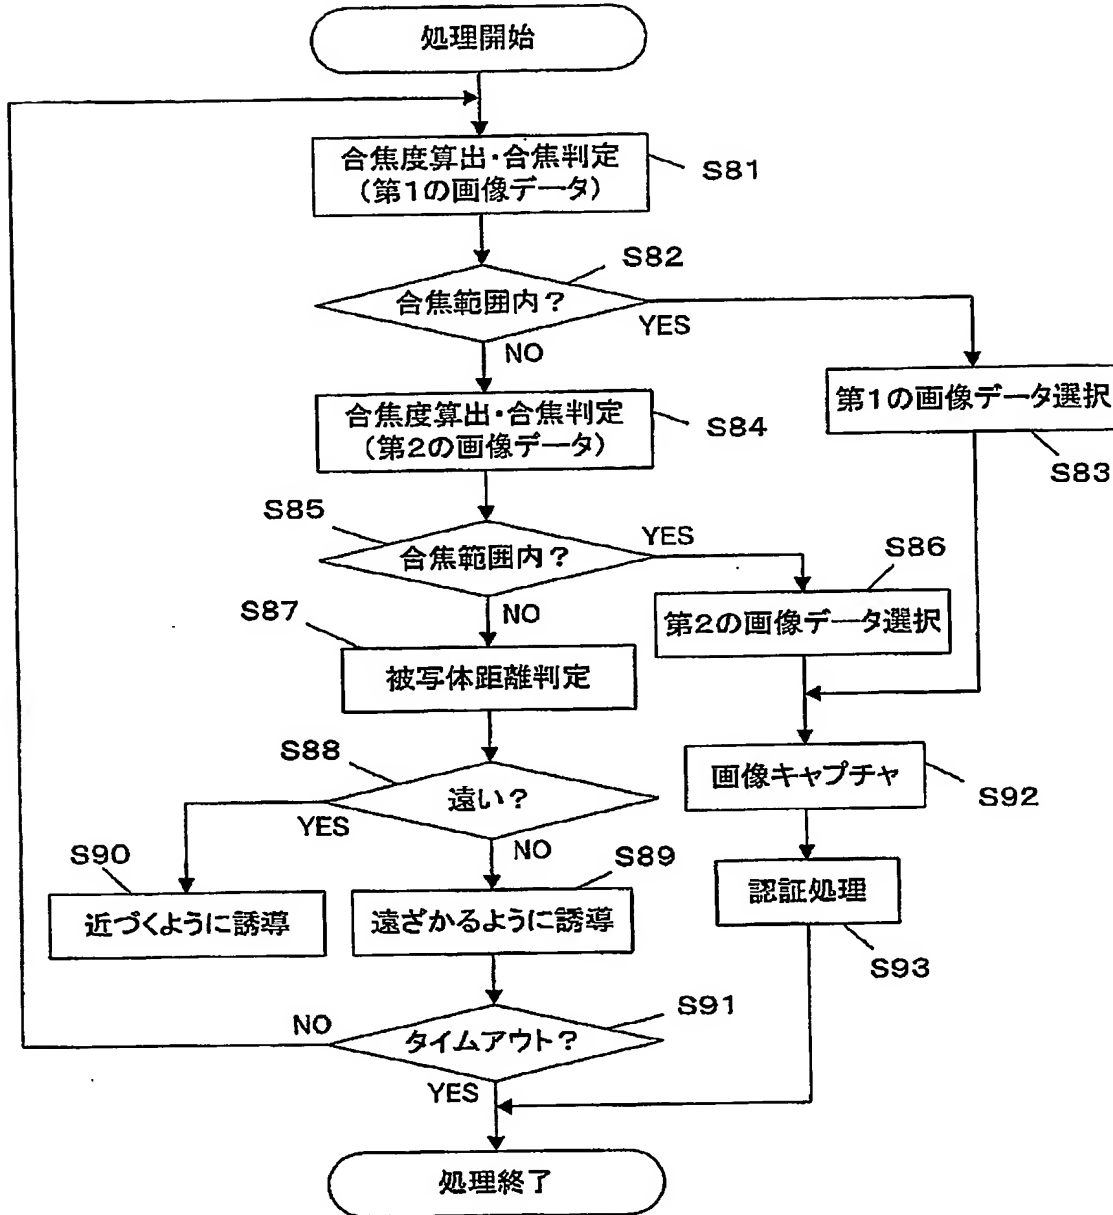 処理開始
合焦度算出・合焦判定
(第1の画像データ)
S81
S82
合焦範囲内?
YES
NO
第1の画像データ選択
S83
合焦度算出・合焦判定
(第2の画像データ)
S84
S85
合焦範囲内?
YES
NO
S86
第2の画像データ選択
S87
被写体距離判定
S88
遠い?
YES
NO
画像キャプチャ
S92
S90
近づくように誘導
S89
遠ざかるように誘導
認証処理
S93
S91
タイムアウト?
NO
YES
処理終了